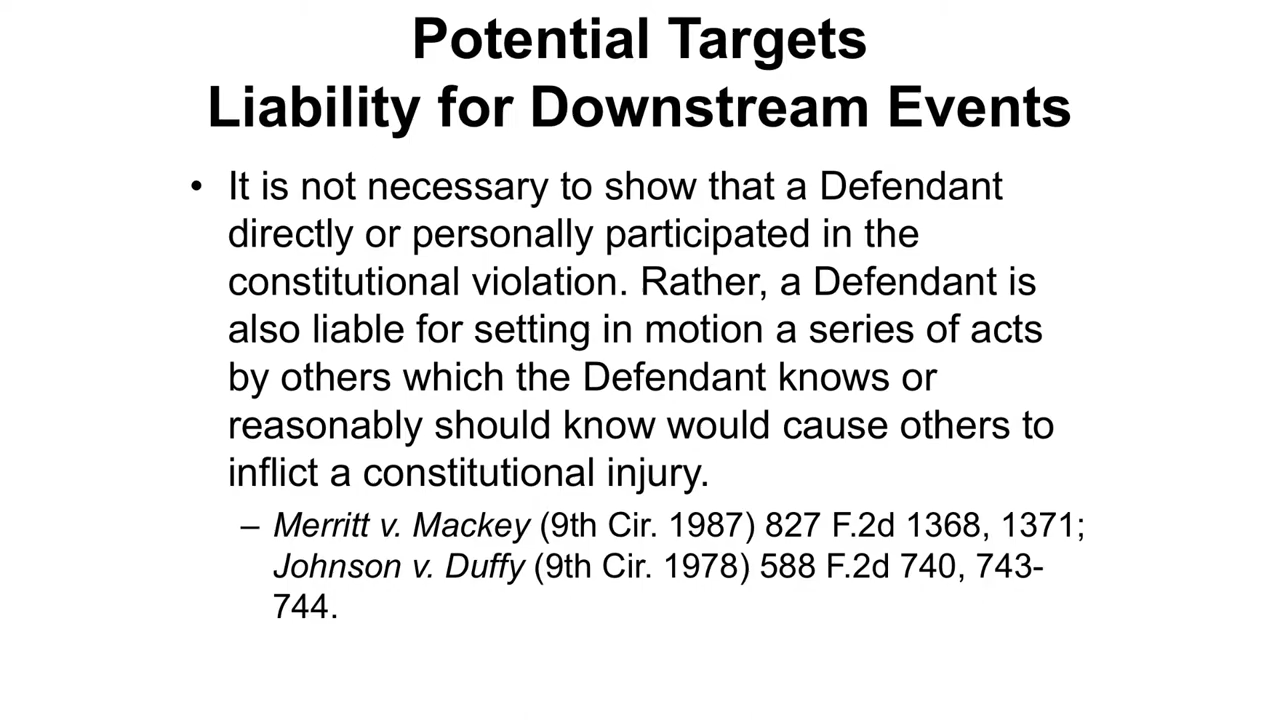 Potential Targets
Liability for Downstream Events
• It is not necessary to show that a Defendant
directly or personally participated in the
constitutional violation. Rather, a Defendant is
also liable for setting in motion a series of acts
by others which the Defendant knows or
reasonably should know would cause others to
inflict a constitutional injury.
– Merritt v. Mackey (9th Cir. 1987) 827 F.2d 1368, 1371;
Johnson v. Duffy (9th Cir. 1978) 588 F.2d 740, 743-
744.